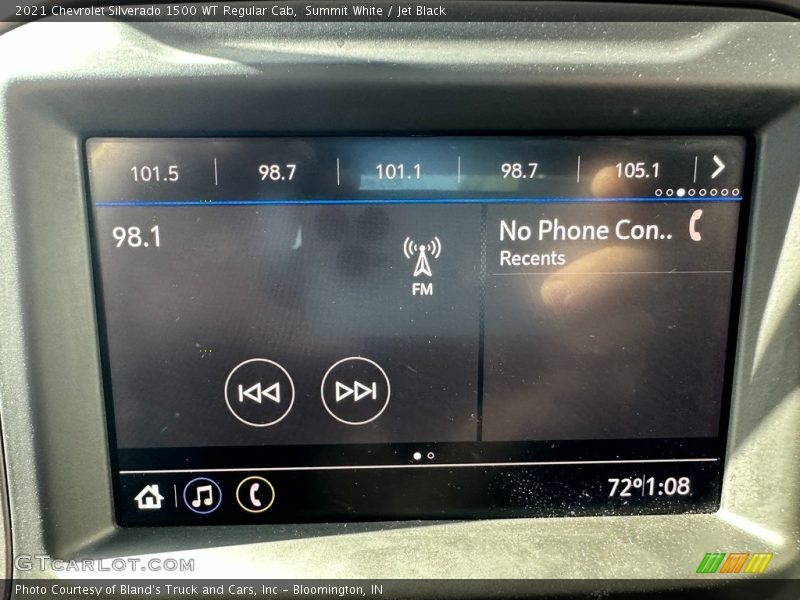 2021 Chevrolet Silverado 1500 WT Regular Cab,  Summit White / Jet Black
101.5 98.7 101.1 98.7 105.1
98.1
No Phone Con..
Recents
FM
72° 1:08
GTCARLOT.COM
Photo Courtesy of Bland's Truck and Cars, Inc – Bloomington, IN